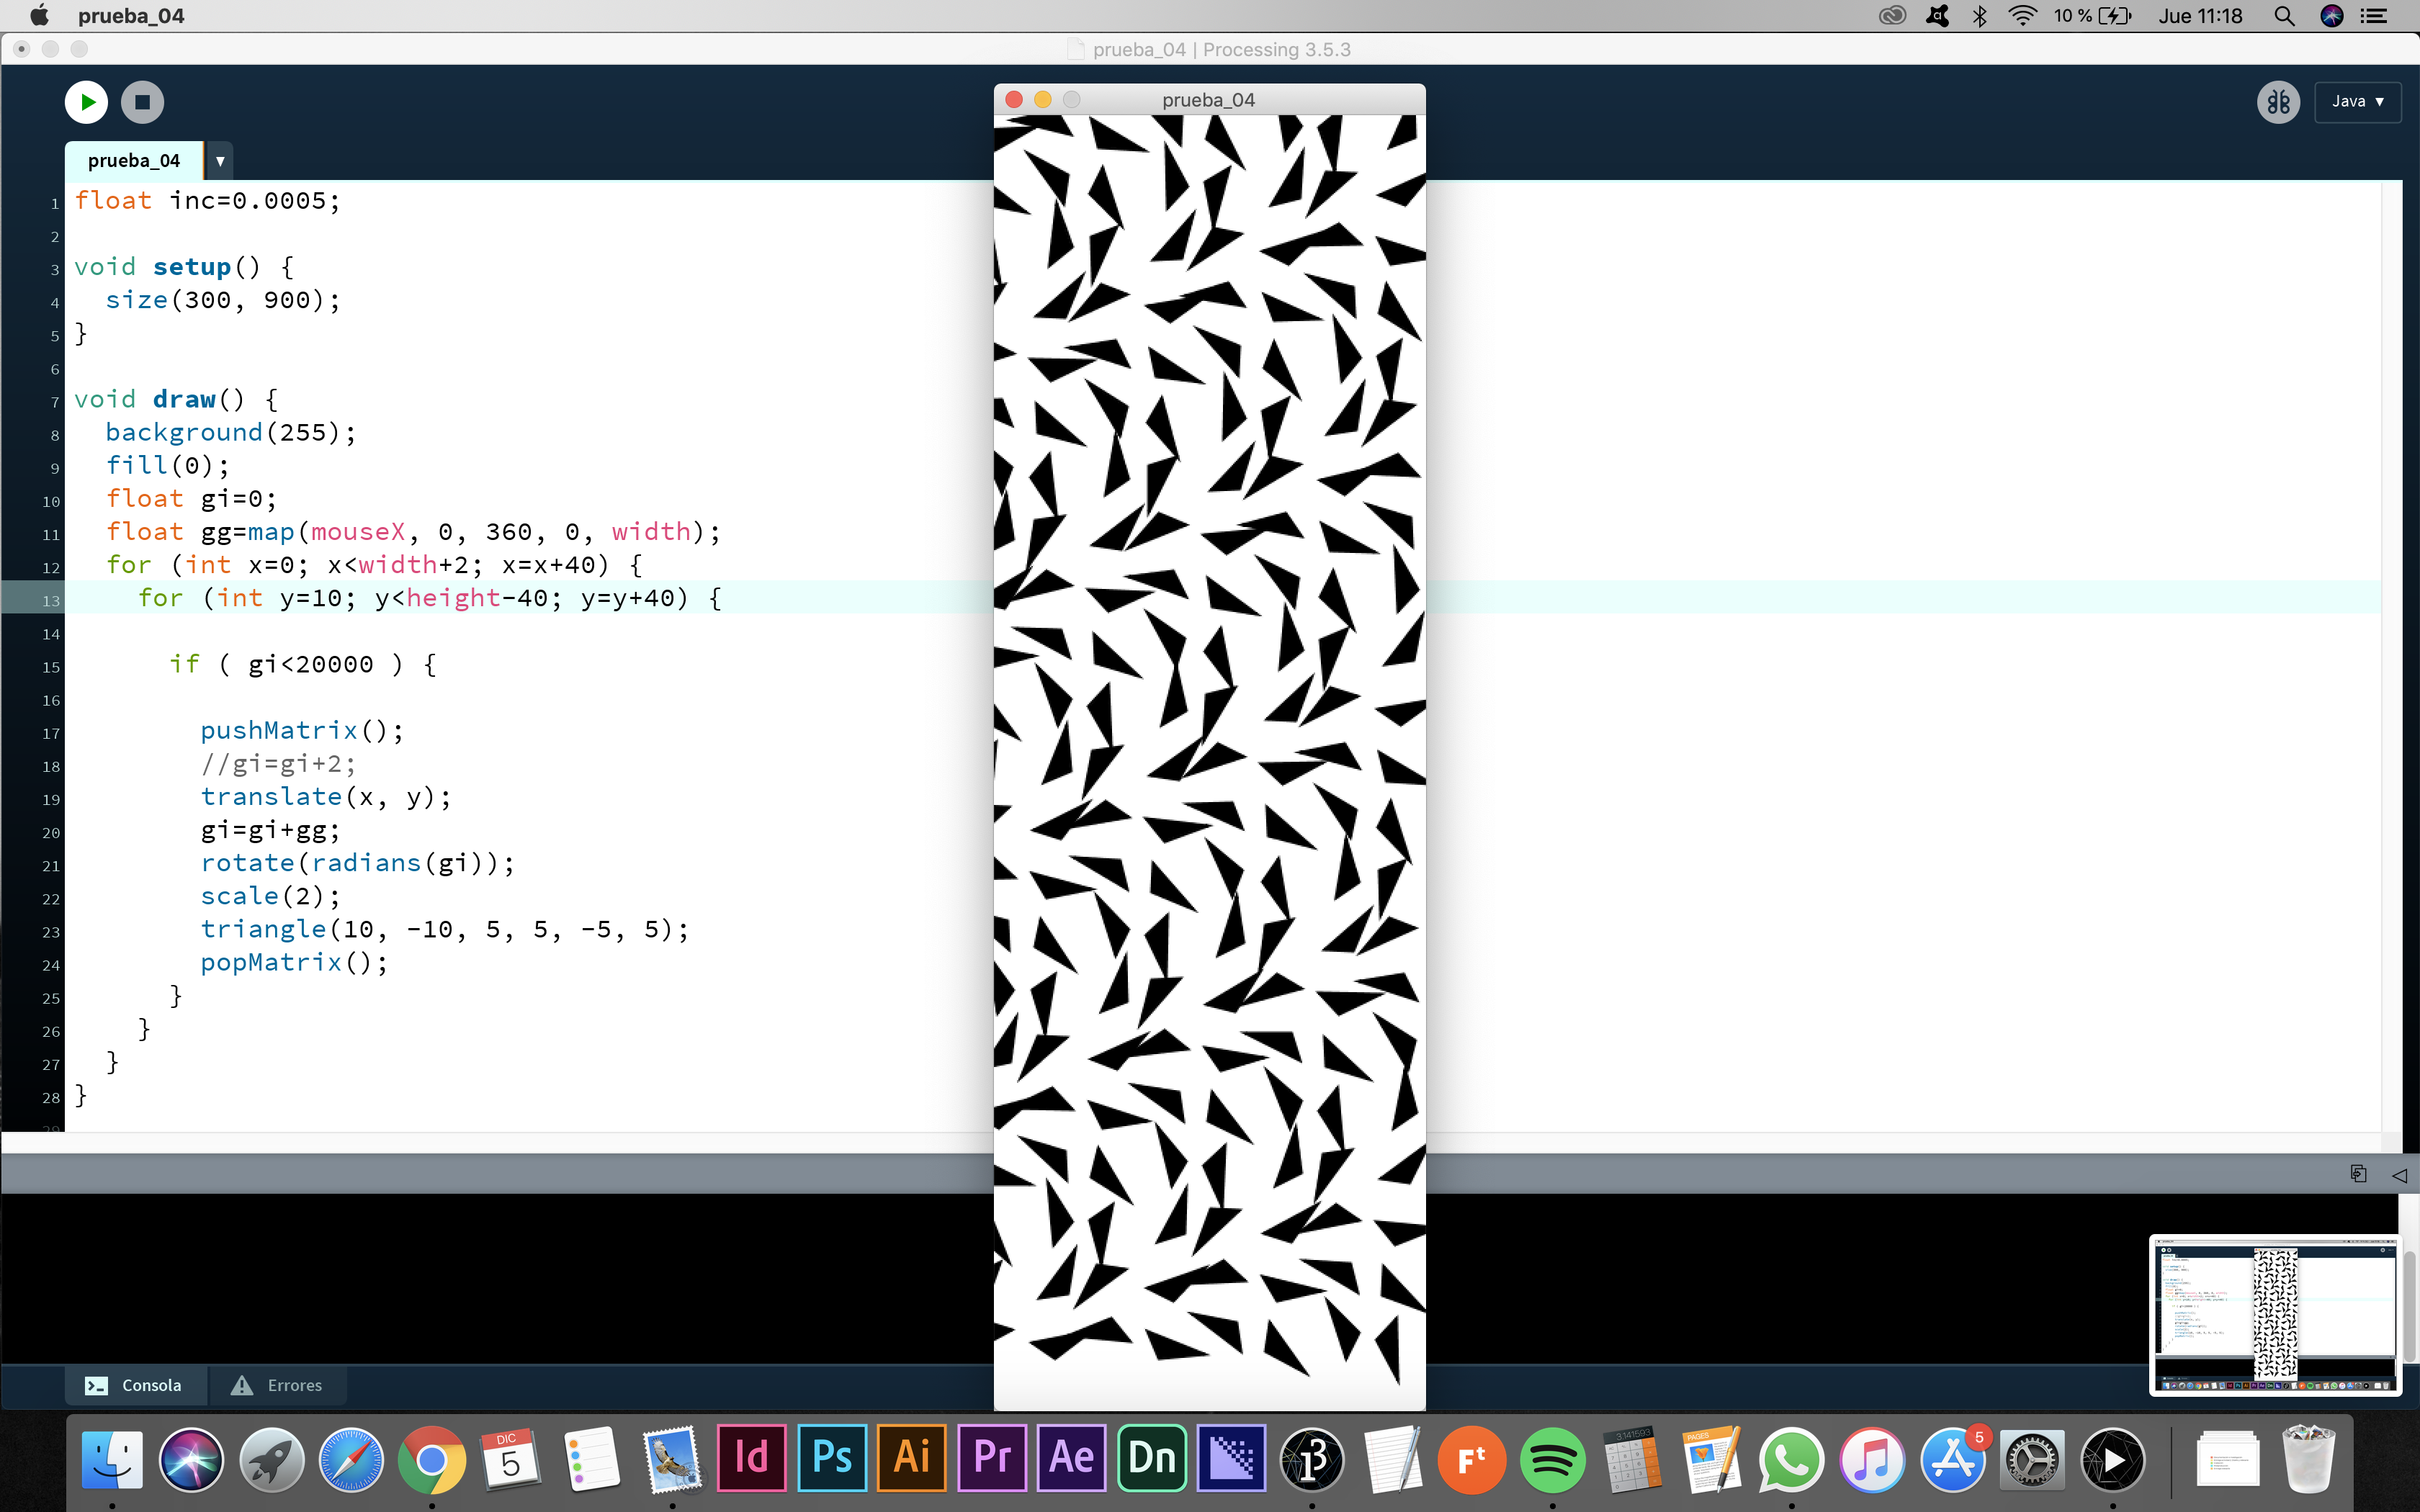 prueba_04
10 %
Jue 11:18
prueba_04 | Processing 3.5.3
prueba_04
Java ▼
prueba_04 ▼
1 float inc=0.0005;
2
3 void setup() {
4   size(300, 900);
5 }
6
7 void draw() {
8   background(255);
9   fill(0);
10   float gi=0;
11   float gg=map(mouseX, 0, 360, 0, width);
12   for (int x=0; x<width+2; x=x+40) {
13     for (int y=10; y<height-40; y=y+40) {
14
15       if ( gi<20000 ) {
16
17         pushMatrix();
18         //gi=gi+2;
19         translate(x, y);
20         gi=gi+gg;
21         rotate(radians(gi));
22         scale(2);
23         triangle(10, -10, 5, 5, -5, 5);
24         popMatrix();
25       }
26     }
27   }
28 }
29
Consola
Errores
DIC
5
Id
Ps
Ai
Pr
Ae
Dn
13
Ft
3.141593
PAGES
5